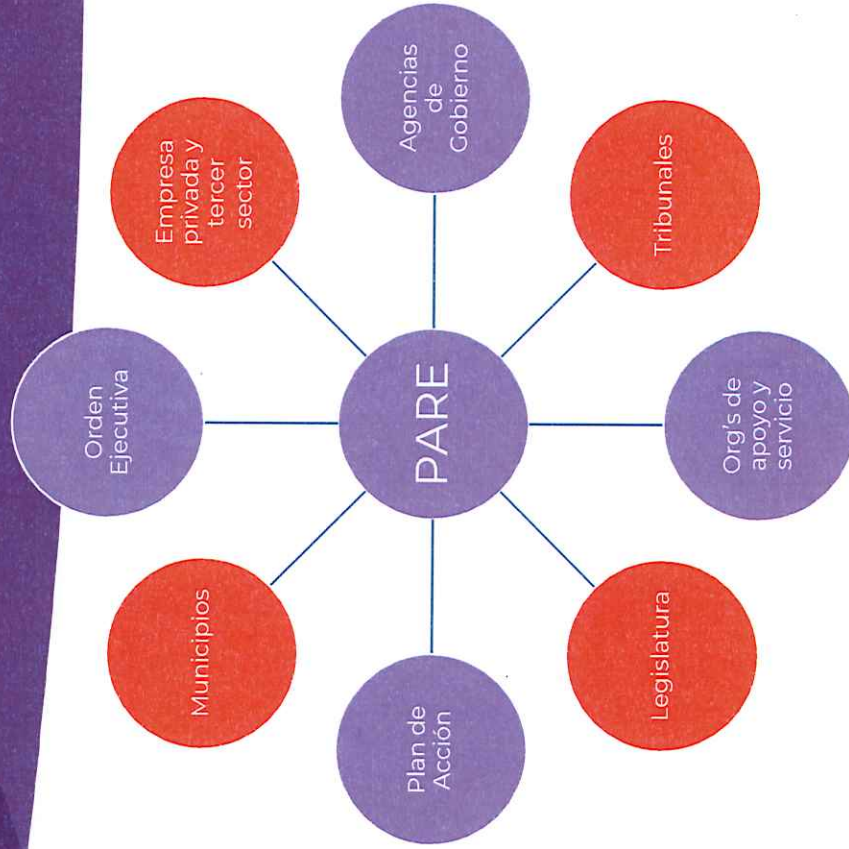 Orden
Ejecutiva
Empresa
privada y
tercer
sector
Agencias
de
Gobierno
Tribunales
Org's de
apoyo y
servicio
Legislatura
Plan de
Acción
Municipios
PARE